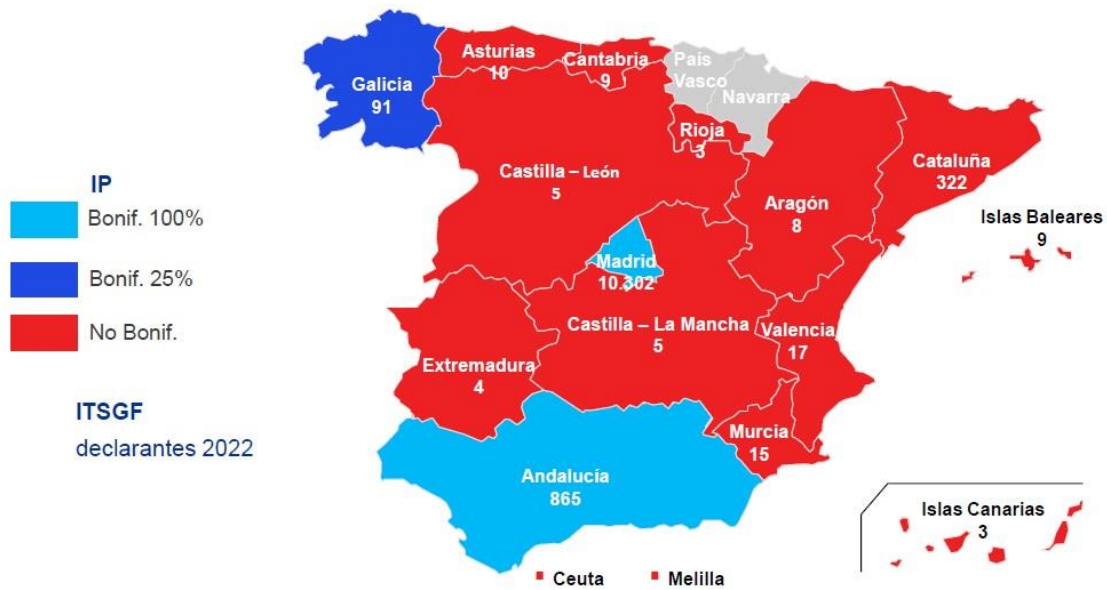 Asturias
10
Cantabria
9
País
Vasco
Navarra
Galicia
91
Rioja
3
Castilla – León
5
Cataluña
322
Aragón
8
Islas Baleares
9
IP
Bonif. 100%
Bonif. 25%
No Bonif.
Madrid
10.302
Castilla – La Mancha
5
Valencia
17
Extremadura
4
ITSGF
declarantes 2022
Murcia
15
Andalucía
865
Islas Canarias
3
Ceuta
Melilla